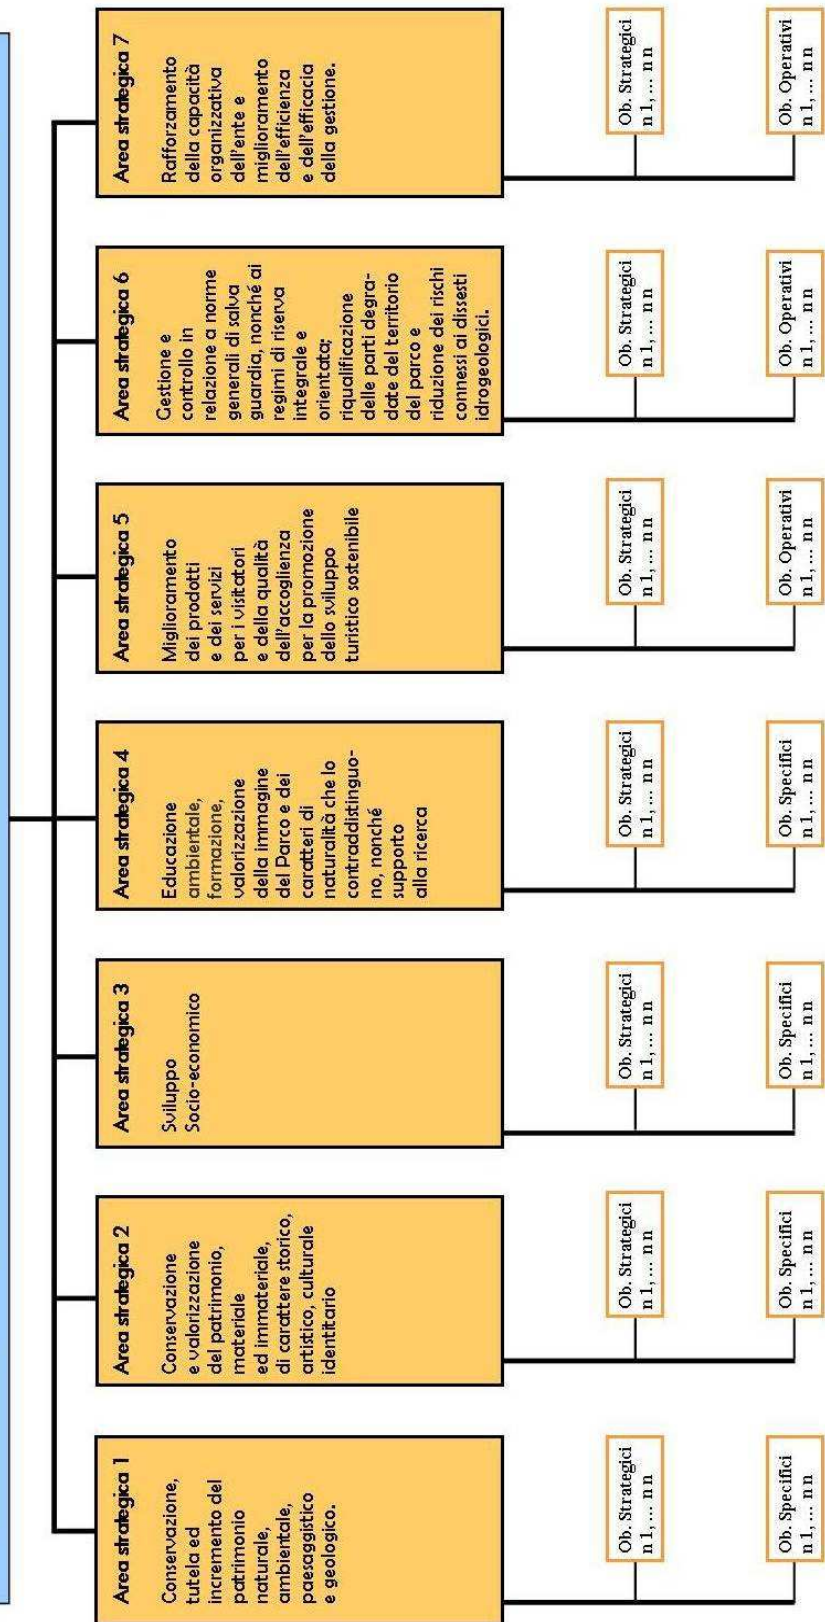 Area strategica 1
Conservazione,
tutela ed
incremento del
patrimonio
naturale,
ambientale,
paesaggistico
e geologico.
Ob. Strategici
n 1, ... n n
Ob. Specifici
n 1, ... n n
Area strategica 2
Conservazione
e valorizzazione
del patrimonio,
materiale
ed immateriale,
di carattere storico,
artistico, culturale
identitario
Ob. Strategici
n 1, ... n n
Ob. Specifici
n 1, ... n n
Area strategica 3
Sviluppo
Socio-economico
Ob. Strategici
n 1, ... n n
Ob. Specifici
n 1, ... n n
Area strategica 4
Educazione
ambientale,
formazione,
valorizzazione
della immagine
del Parco e dei
caratteri di
naturalità che lo
contraddistinguo-
no, nonché
supporto
alla ricerca
Ob. Strategici
n 1, ... n n
Ob. Specifici
n 1, ... n n
Area strategica 5
Miglioramento
dei prodotti
e dei servizi
per i visitatori
e della qualità
dell'accoglienza
per la promozione
dello sviluppo
turistico sostenibile
Ob. Strategici
n 1, ... n n
Ob. Operativi
n 1, ... n n
Area strategica 6
Gestione e
controllo in
relazione a norme
generali di salva
guardia, nonché ai
regimi di riserva
integrale e
orientata;
riqualificazione
delle parti degra-
date del territorio
del parco e
riduzione dei rischi
connessi ai dissesti
idrogeologici.
Ob. Strategici
n 1, ... n n
Ob. Operativi
n 1, ... n n
Area strategica 7
Rafforzamento
della capacità
organizzativa
dell'ente e
miglioramento
dell'efficienza
e dell'efficacia
della gestione.
Ob. Strategici
n 1, ... n n
Ob. Operativi
n 1, ... n n